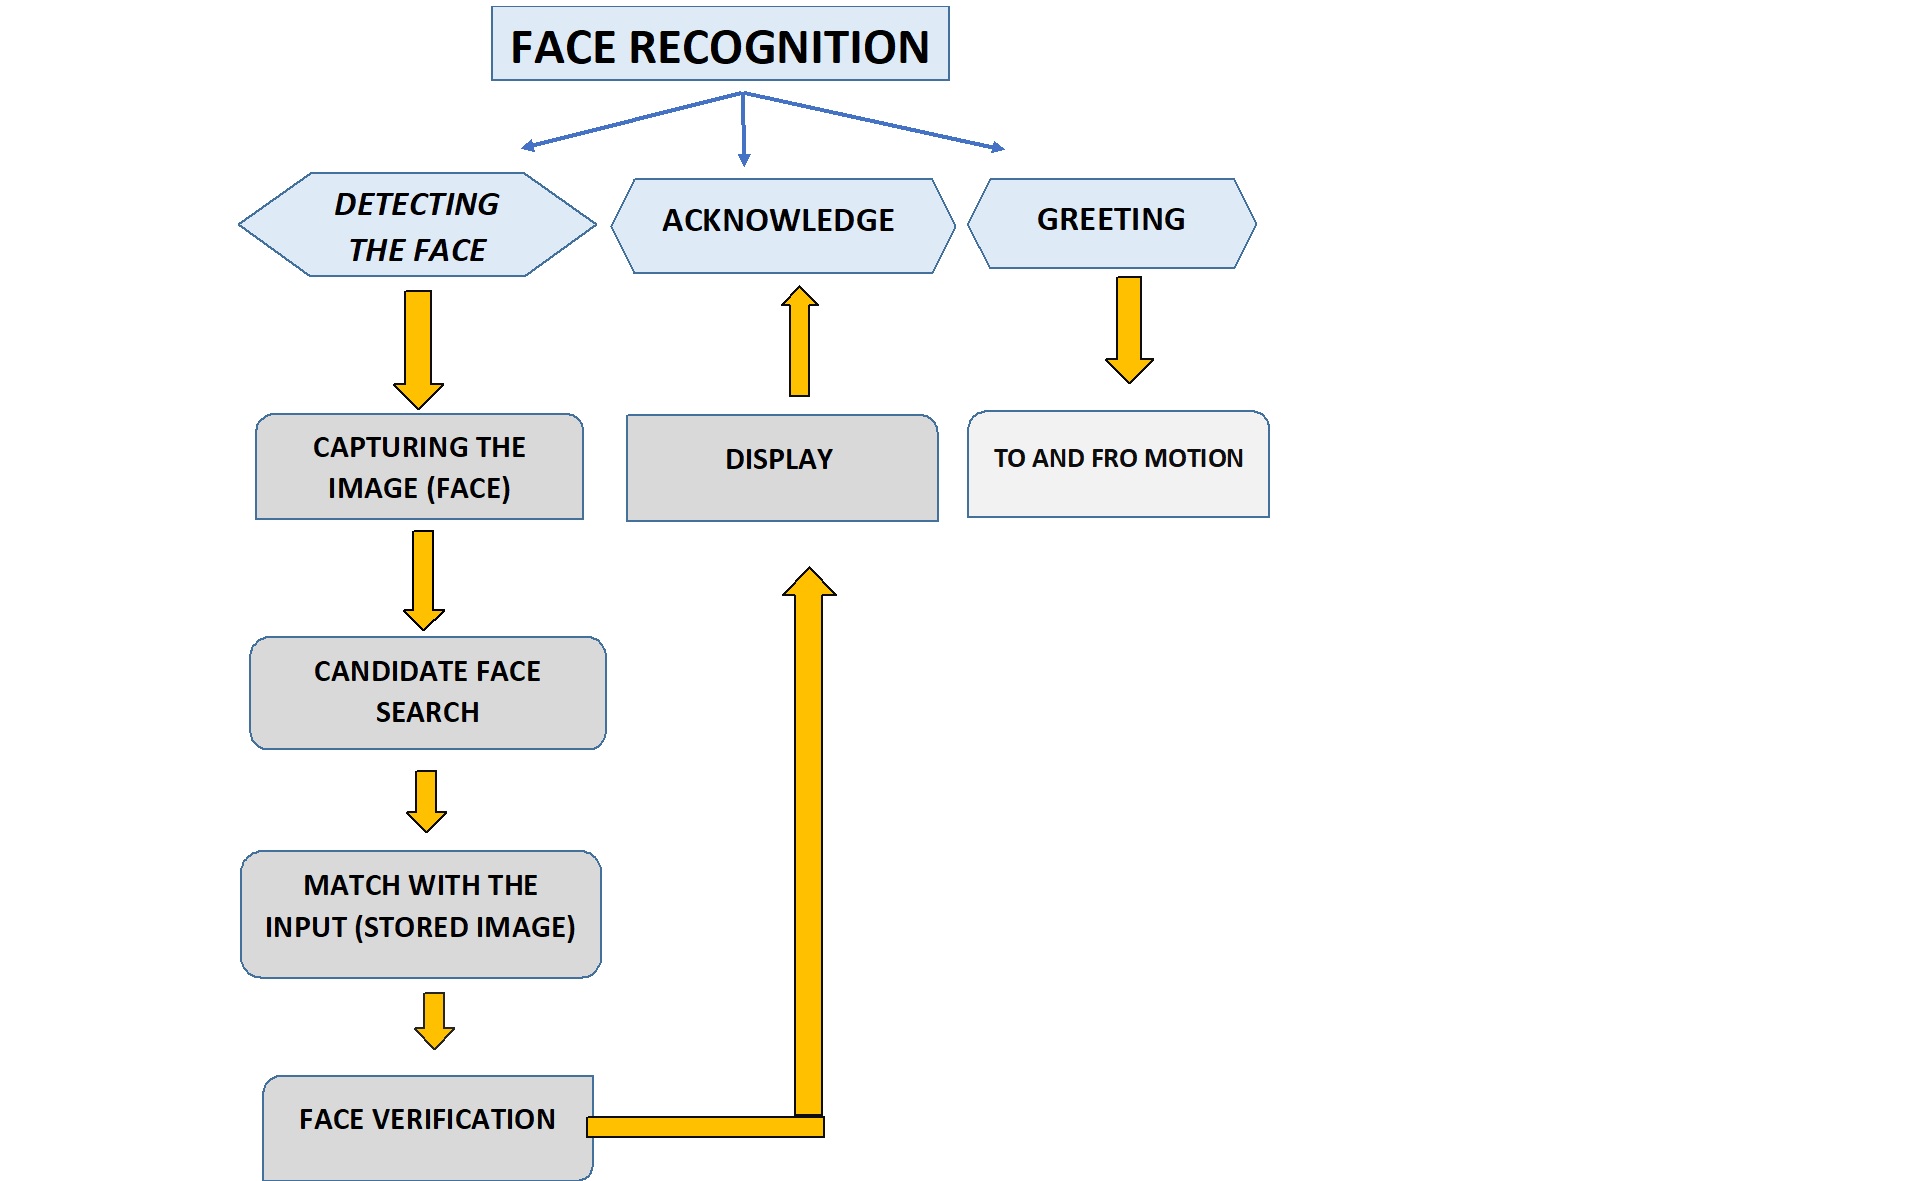 FACE RECOGNITION
DETECTING
THE FACE
ACKNOWLEDGE
GREETING
CAPTURING THE
IMAGE (FACE)
DISPLAY
TO AND FRO MOTION
CANDIDATE FACE
SEARCH
MATCH WITH THE
INPUT (STORED IMAGE)
FACE VERIFICATION